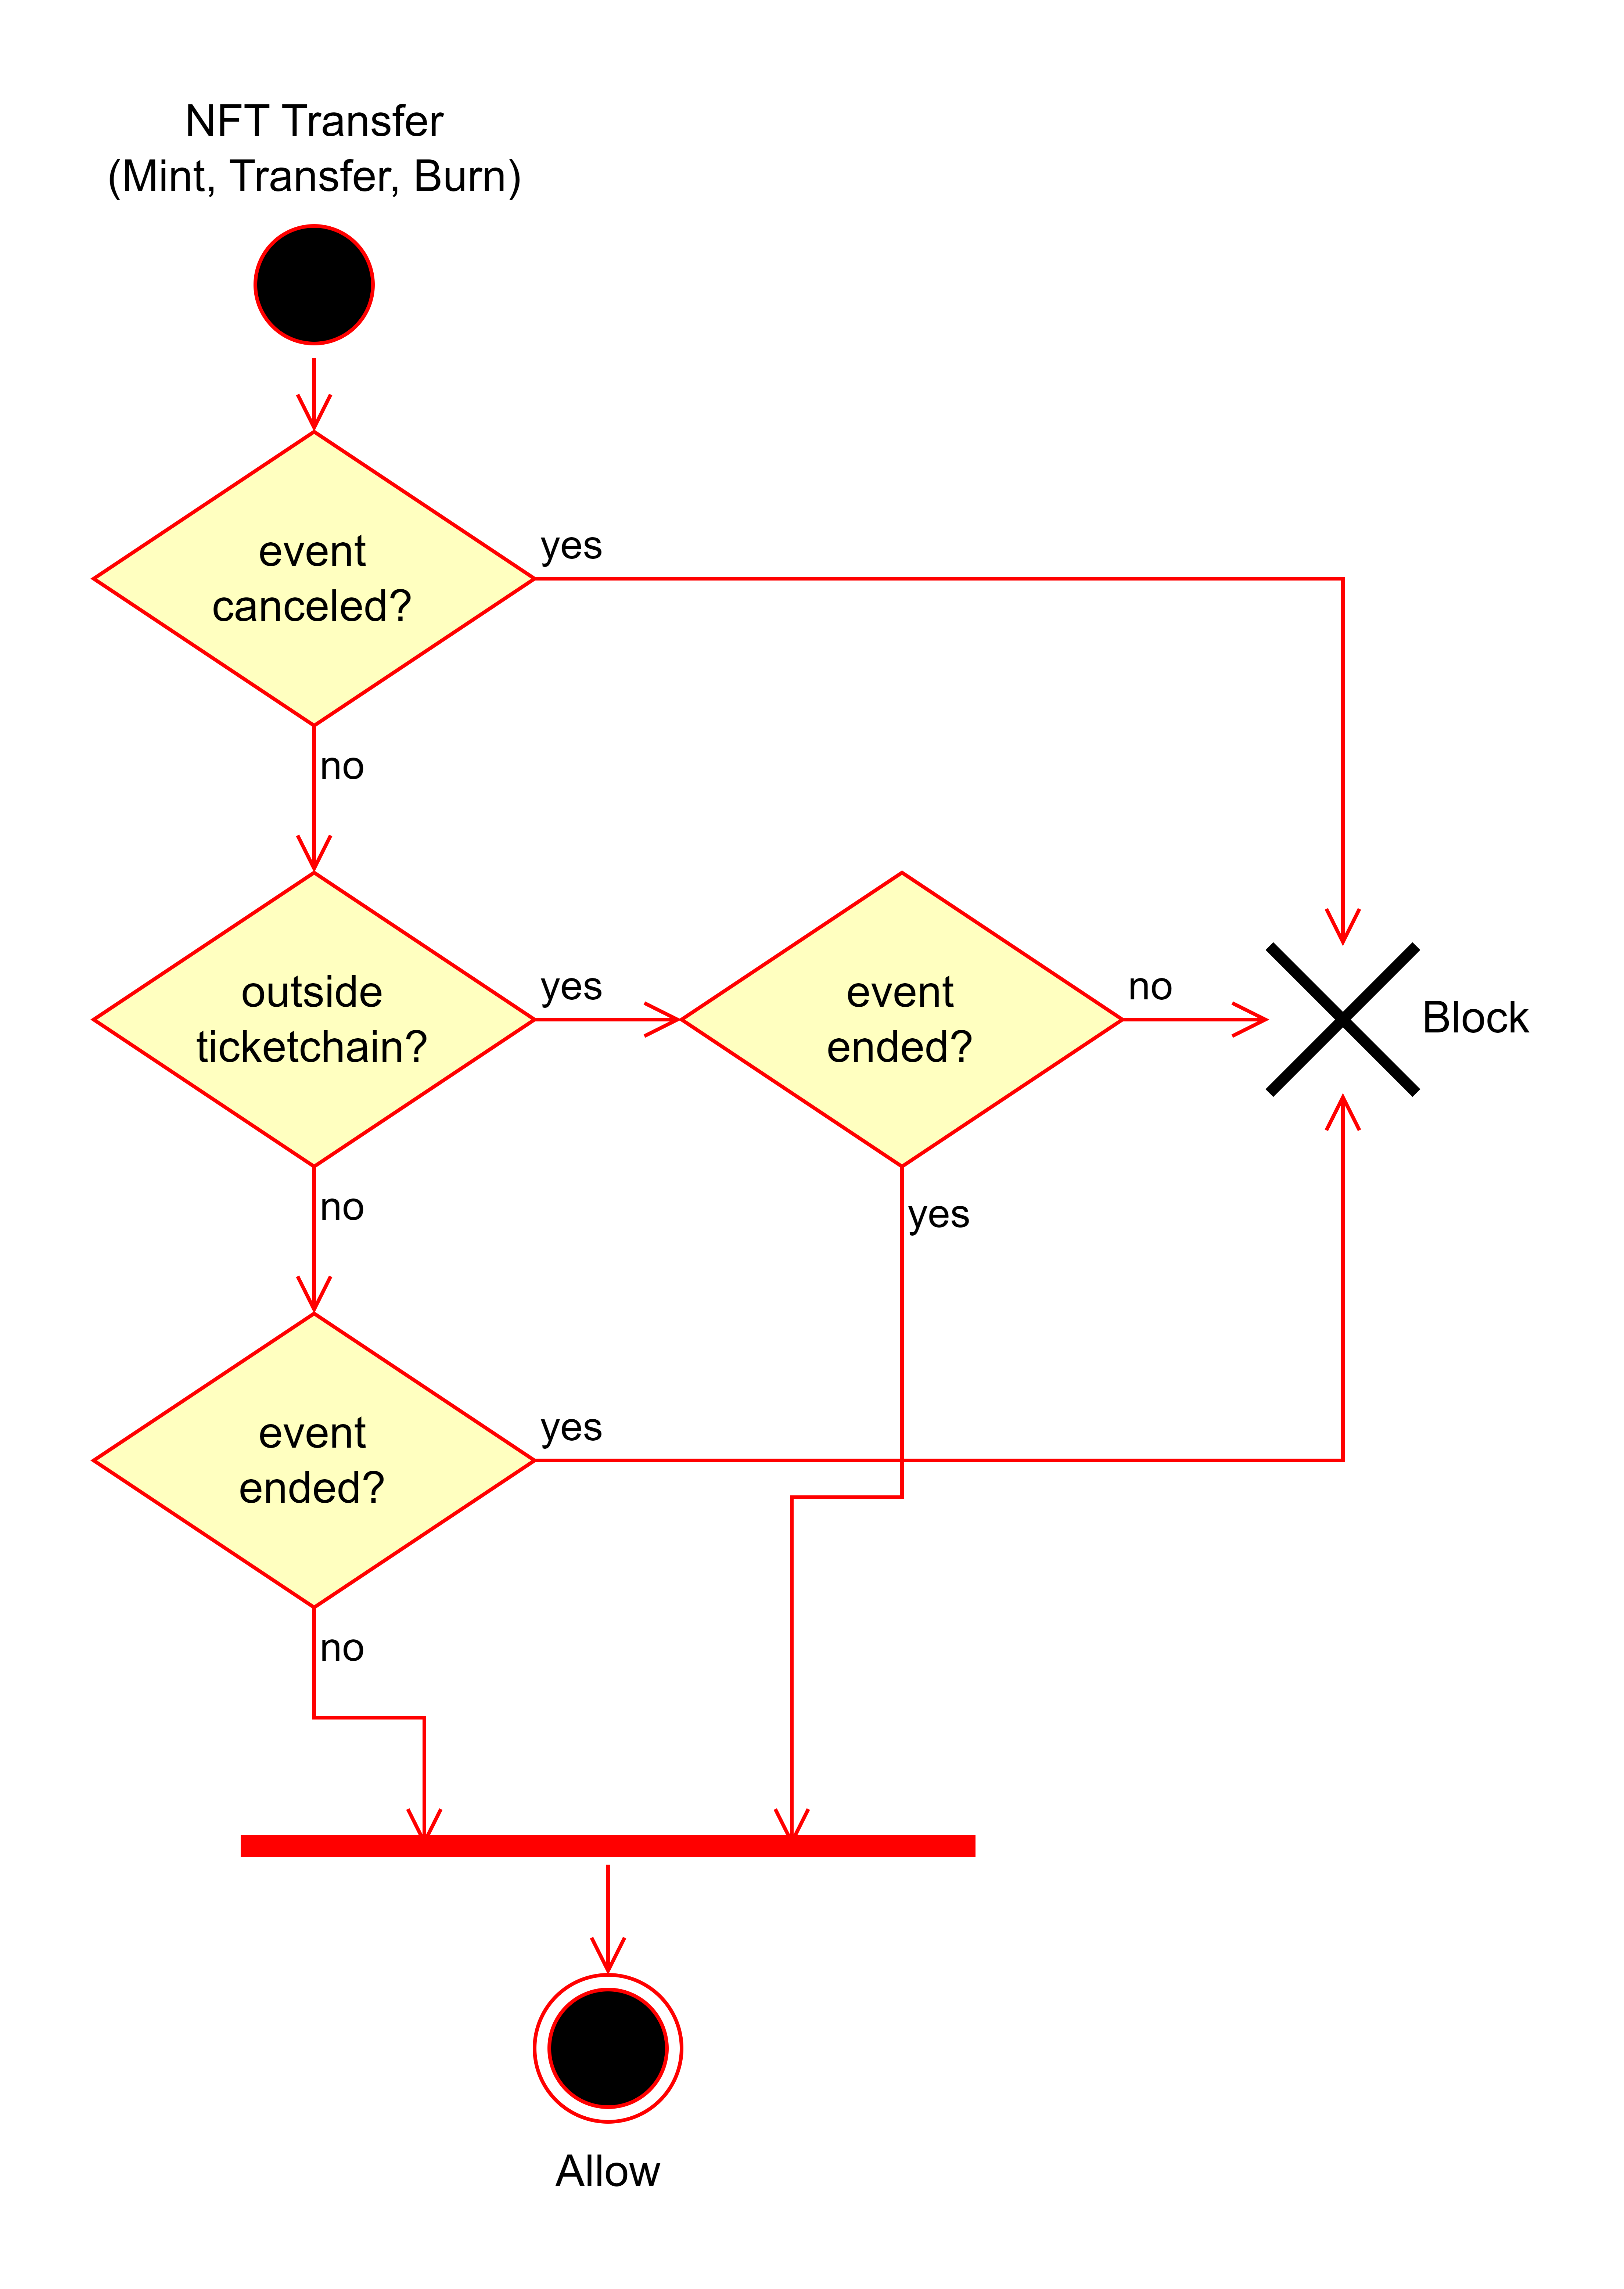 NFT Transfer
(Mint, Transfer, Burn)
event
canceled?
yes
no
outside
ticketchain?
yes
event
ended?
no
Block
no
yes
event
ended?
yes
no
Allow